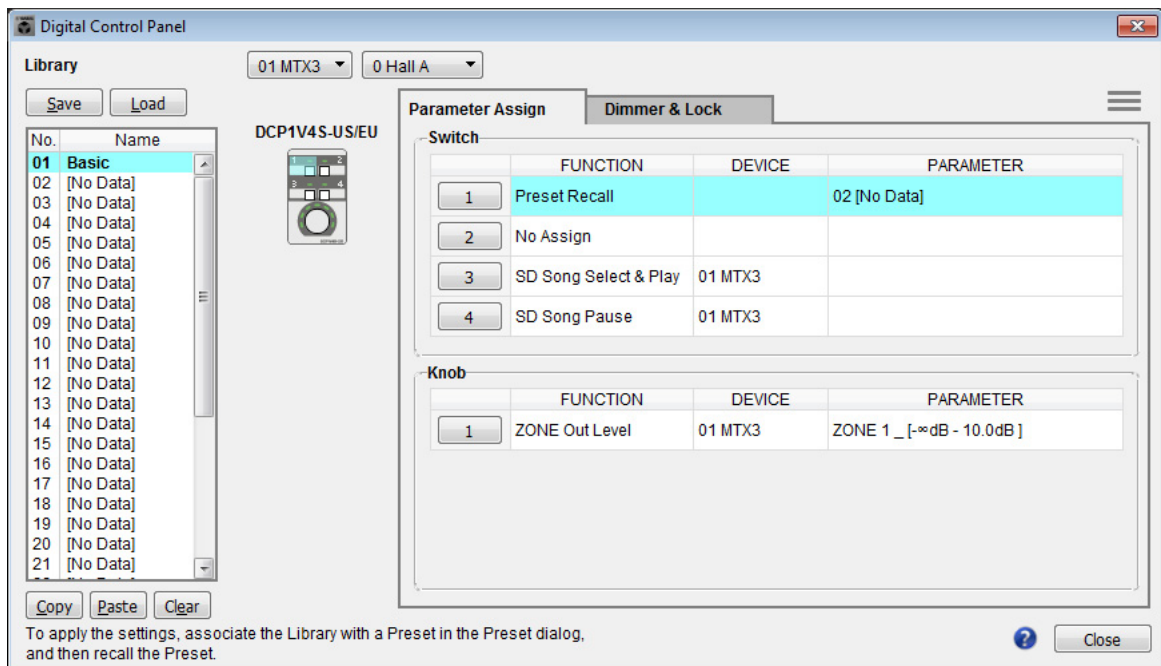 Digital Control Panel
Library
01 MTX3
0 Hall A
Save
Load
No. Name
01 Basic
02 [No Data]
03 [No Data]
04 [No Data]
05 [No Data]
06 [No Data]
07 [No Data]
08 [No Data]
09 [No Data]
10 [No Data]
11 [No Data]
12 [No Data]
13 [No Data]
14 [No Data]
15 [No Data]
16 [No Data]
17 [No Data]
18 [No Data]
19 [No Data]
20 [No Data]
21 [No Data]
Copy
Paste
Clear
DCP1V4S-US/EU
1 2
3 4
Parameter Assign
Dimmer & Lock
Switch
FUNCTION DEVICE PARAMETER
1 Preset Recall 02 [No Data]
2 No Assign
3 SD Song Select & Play 01 MTX3
4 SD Song Pause 01 MTX3
Knob
FUNCTION DEVICE PARAMETER
1 ZONE Out Level 01 MTX3 ZONE 1 _ [-∞dB - 10.0dB ]
To apply the settings, associate the Library with a Preset in the Preset dialog,
and then recall the Preset.
?
Close